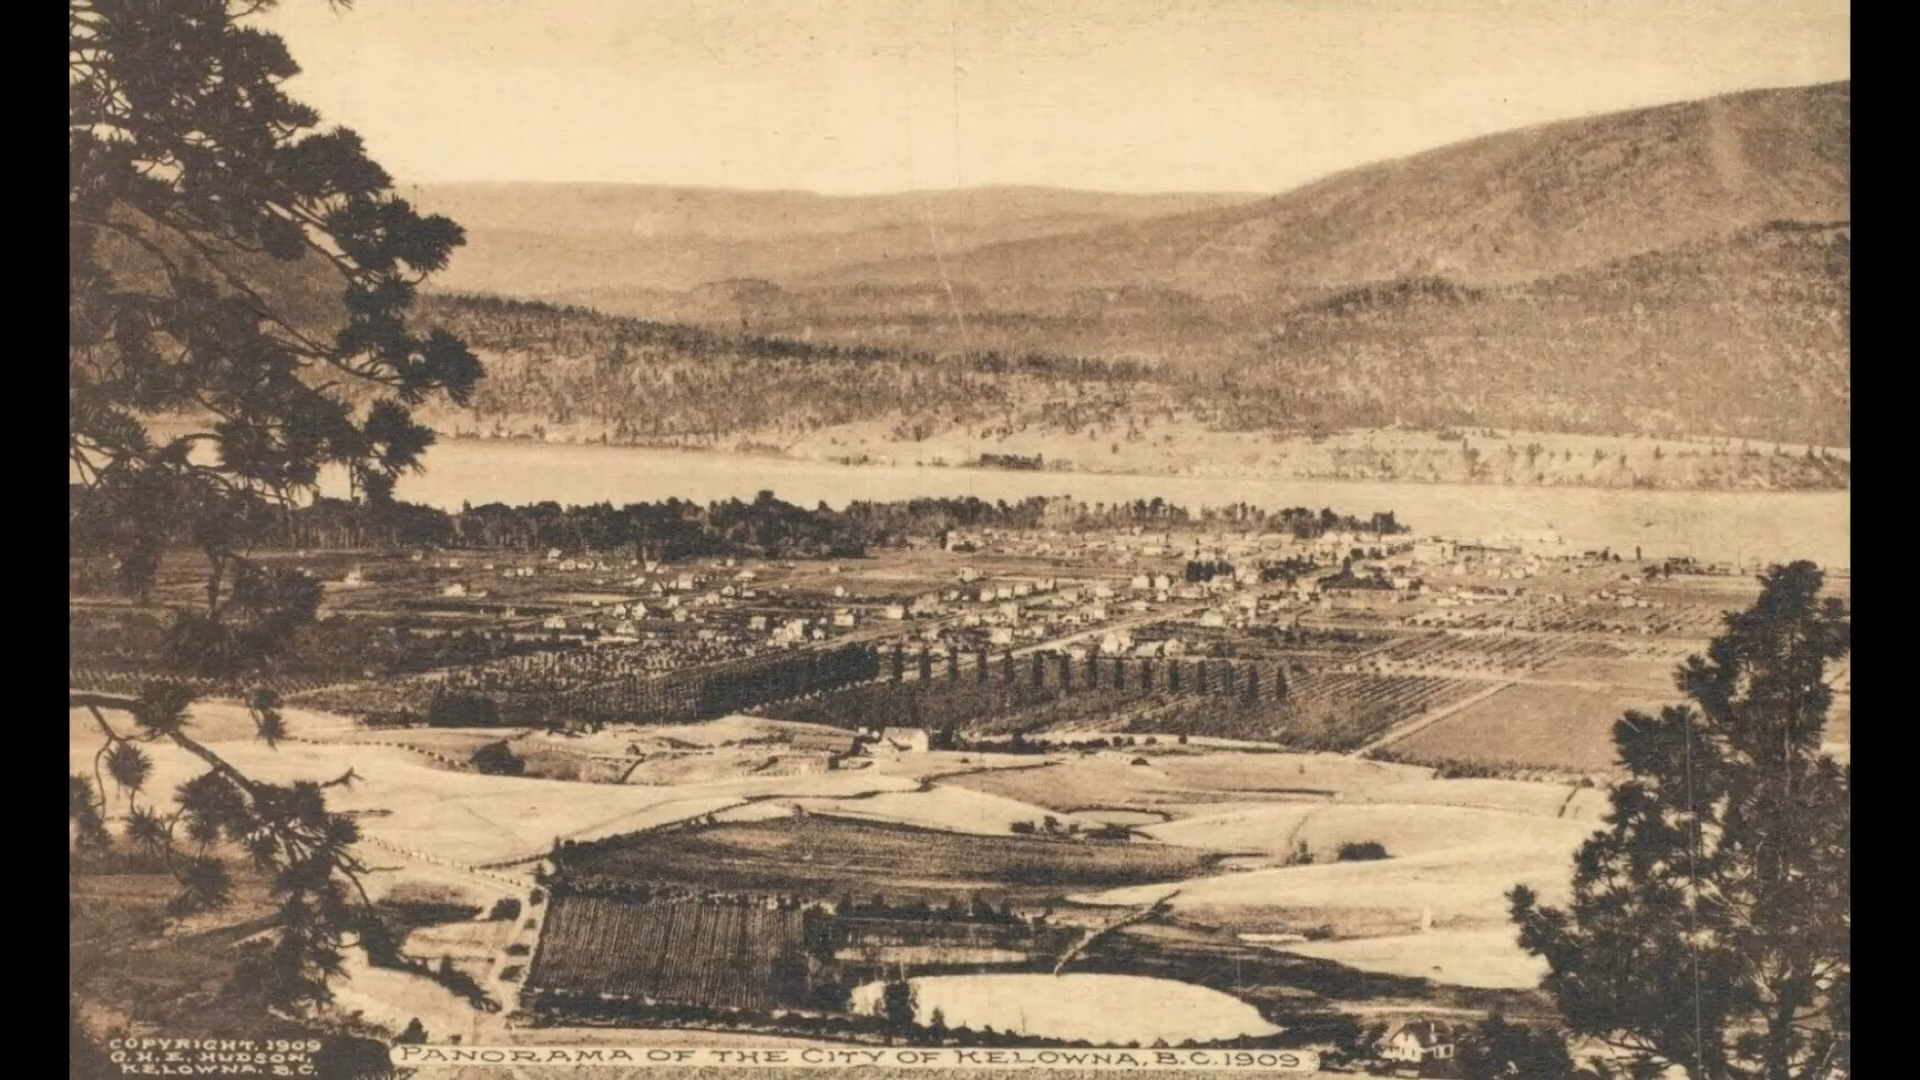 COPYRIGHT, 1909
G.H.E. HUDSON,
KELOWNA. B.C.
PANORAMA OF THE CITY OF KELOWNA, B.C. 1909